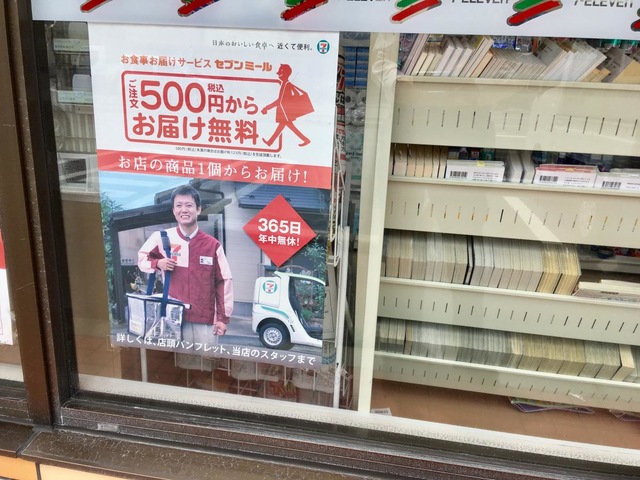 7-ELEVEN
7-ELEVEN
日本のおいしい食卓へ 近くて便利。
お食事お届けサービス セブンミール
ご注文
500円から
税込
お届け無料
お店の商品1個からお届け!
365日
年中無休!
詳しくは、店頭パンフレット、当店のスタッフまで